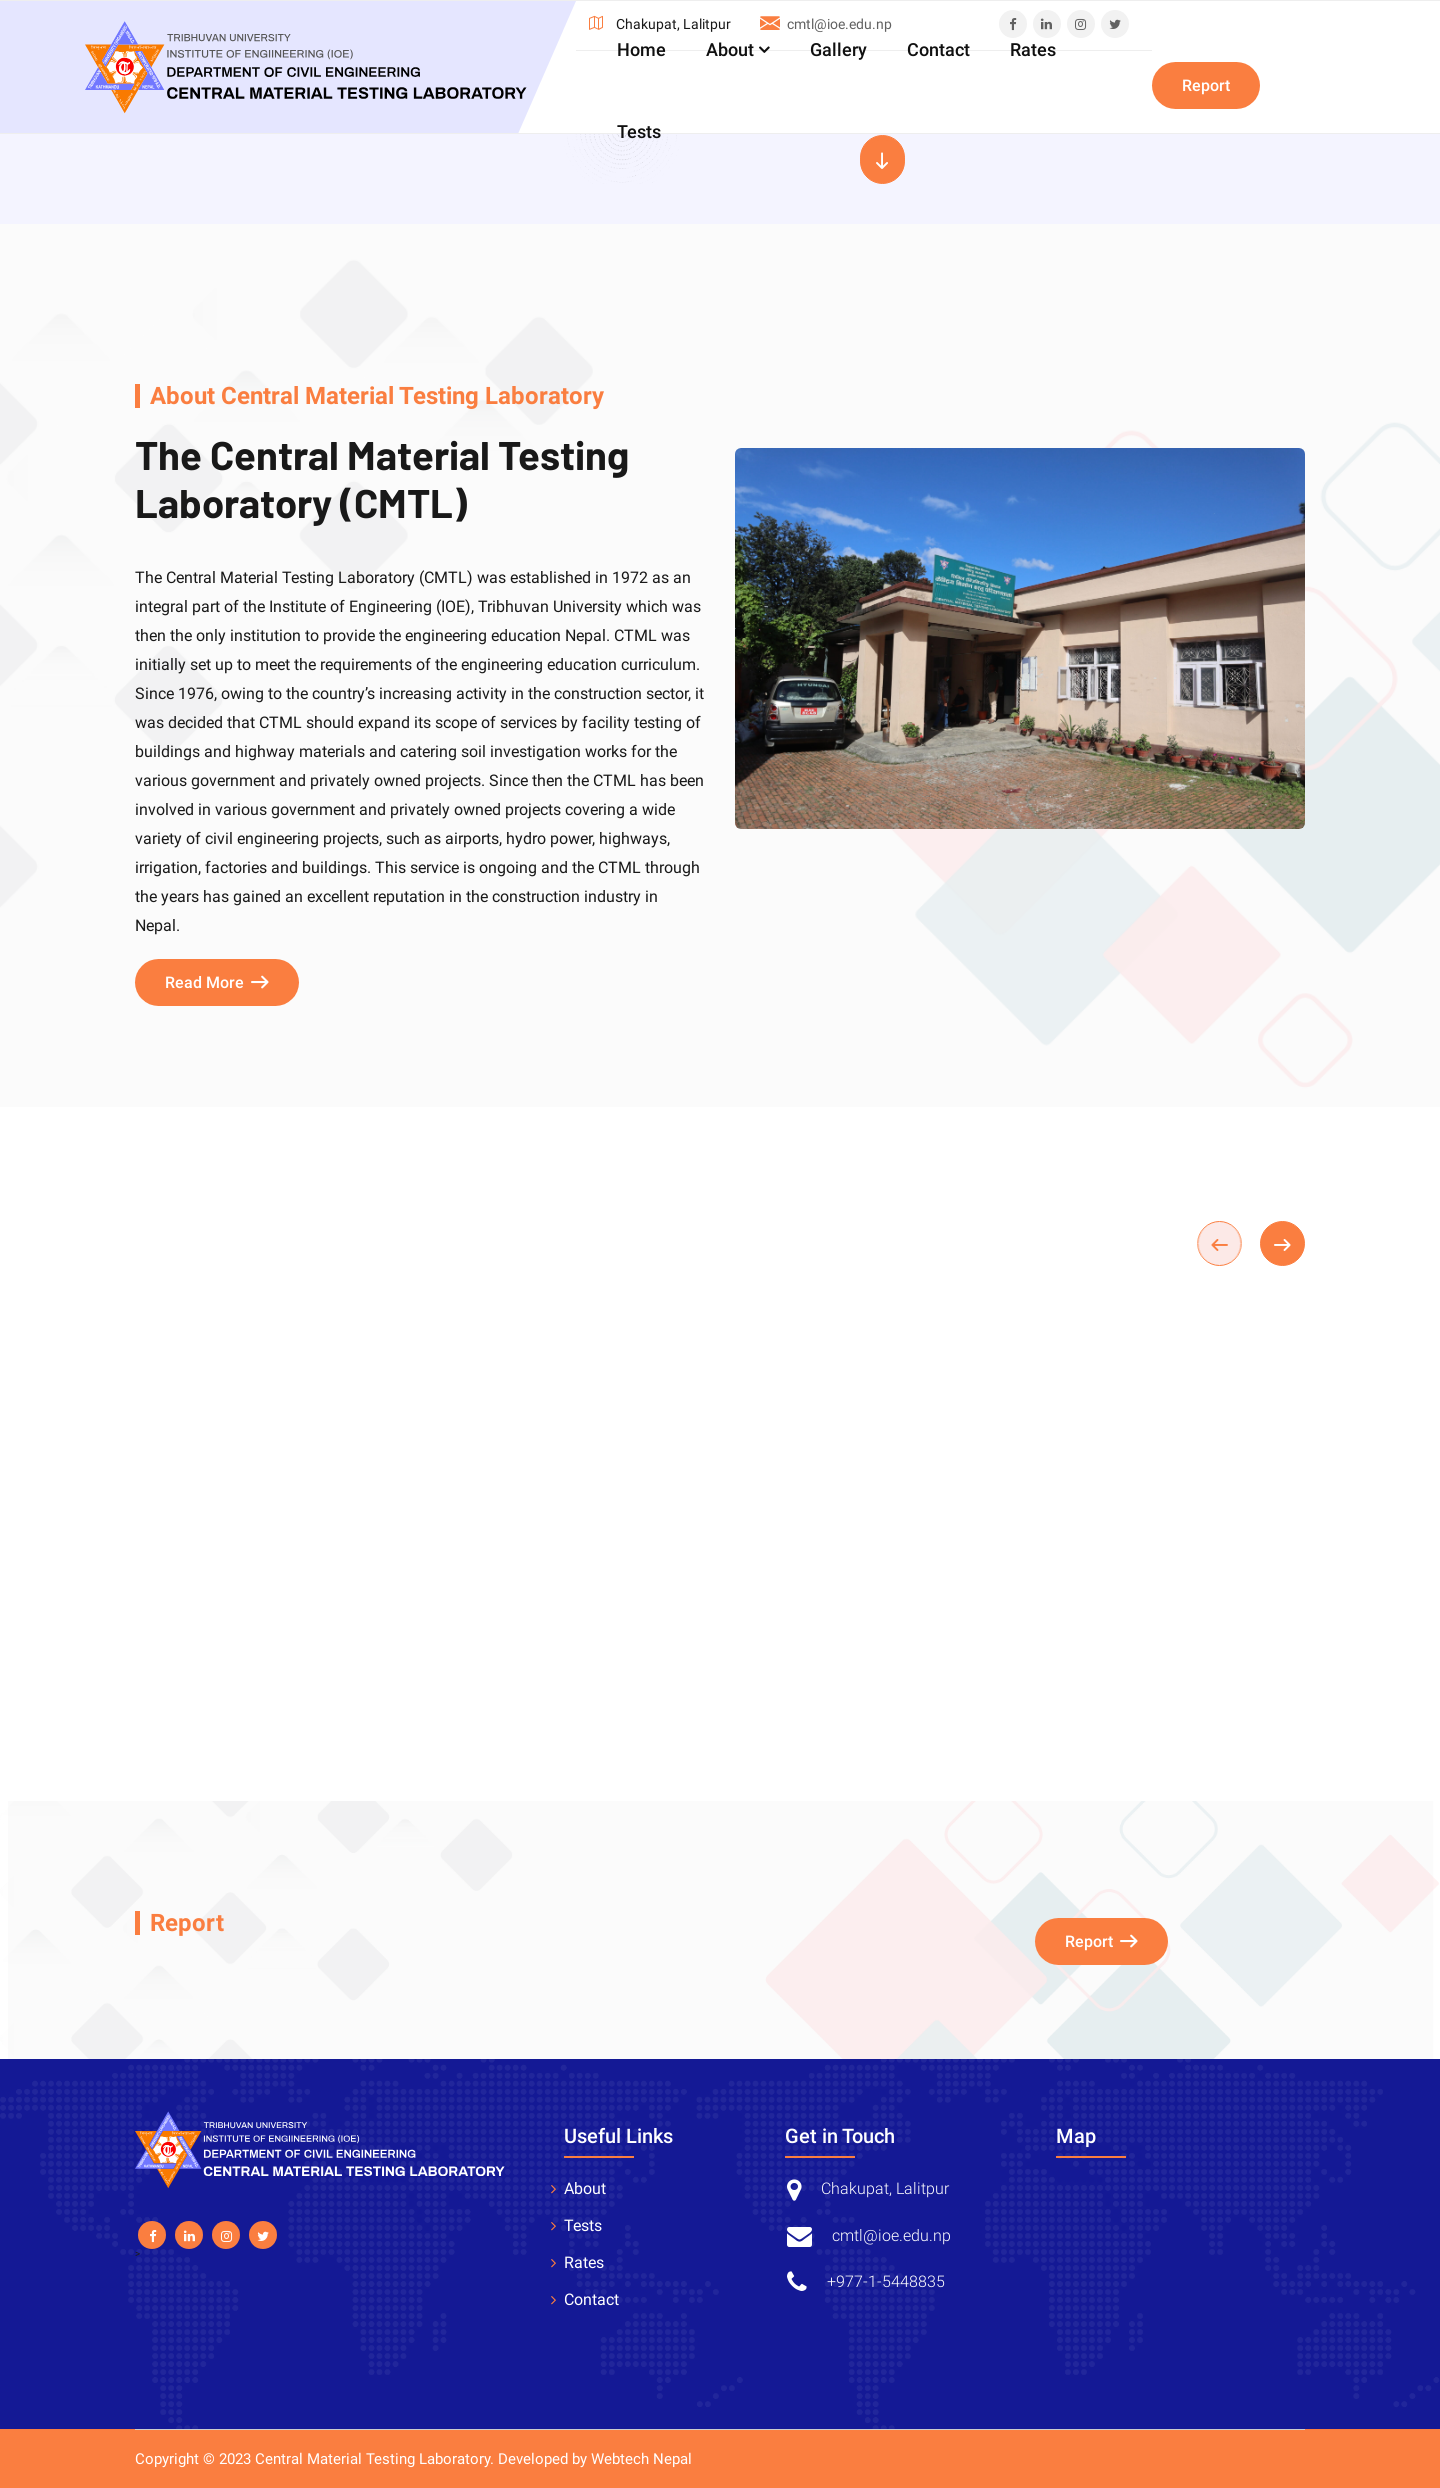 TRIBHUVAN UNIVERSITY
INSTITUTE OF ENGIINEERING (IOE)
DEPARTMENT OF CIVIL ENGIINEERING
CENTRAL MATERIAL TESTING LABORATORY
Chakupat, Lalitpur
cmtl@ioe.edu.np
Home
About
Gallery
Contact
Rates
Report
Tests
About Central Material Testing Laboratory
The Central Material Testing
Laboratory (CMTL)
The Central Material Testing Laboratory (CMTL) was established in 1972 as an
integral part of the Institute of Engineering (IOE), Tribhuvan University which was
then the only institution to provide the engineering education Nepal. CTML was
initially set up to meet the requirements of the engineering education curriculum.
Since 1976, owing to the country’s increasing activity in the construction sector, it
was decided that CTML should expand its scope of services by facility testing of
buildings and highway materials and catering soil investigation works for the
various government and privately owned projects. Since then the CTML has been
involved in various government and privately owned projects covering a wide
variety of civil engineering projects, such as airports, hydro power, highways,
irrigation, factories and buildings. This service is ongoing and the CTML through
the years has gained an excellent reputation in the construction industry in
Nepal.
Read More
HYUNDAI
CENTRAL MATERIAL TESTING
Report
Report
TRIBHUVAN UNIVERSITY
INSTITUTE OF ENGIINEERING (IOE)
DEPARTMENT OF CIVIL ENGIINEERING
CENTRAL MATERIAL TESTING LABORATORY
Useful Links
About
Tests
Rates
Contact
Get in Touch
Chakupat, Lalitpur
cmtl@ioe.edu.np
+977-1-5448835
Map
Copyright © 2023 Central Material Testing Laboratory. Developed by Webtech Nepal